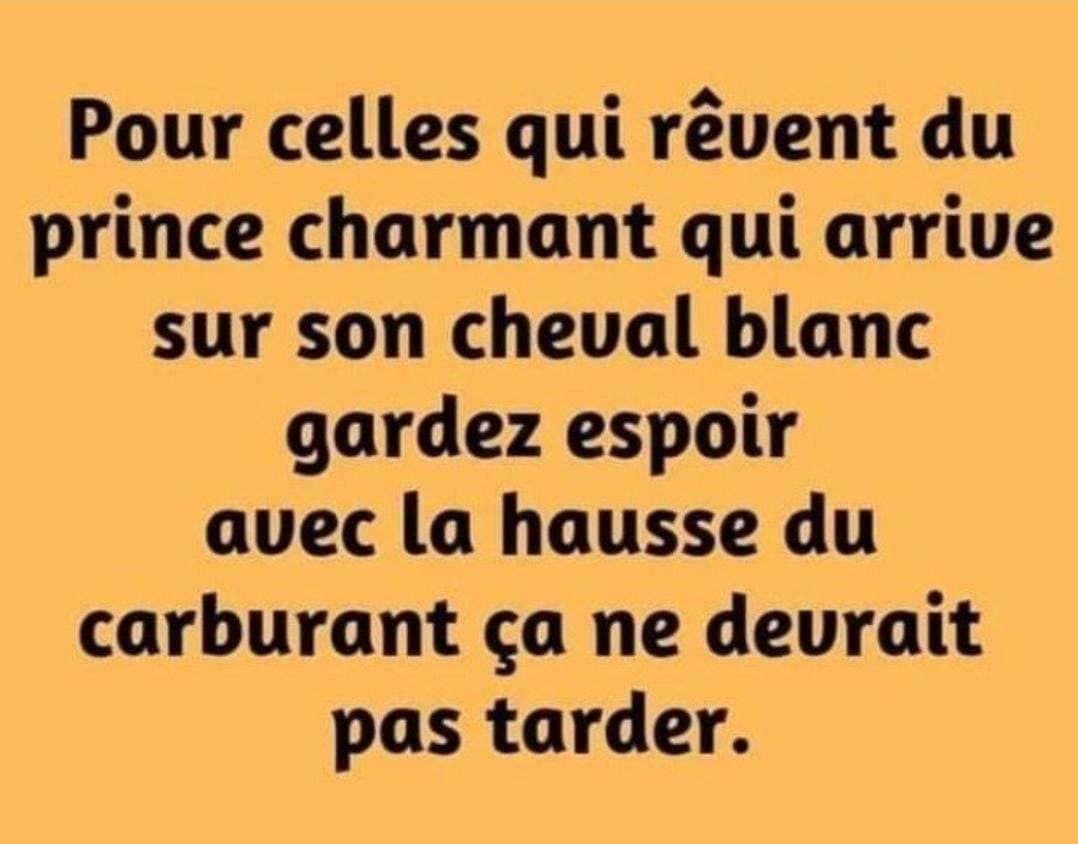 Pour celles qui rêvent du
prince charmant qui arrive
sur son cheval blanc
gardez espoir
avec la hausse du
carburant ça ne devrait
pas tarder.